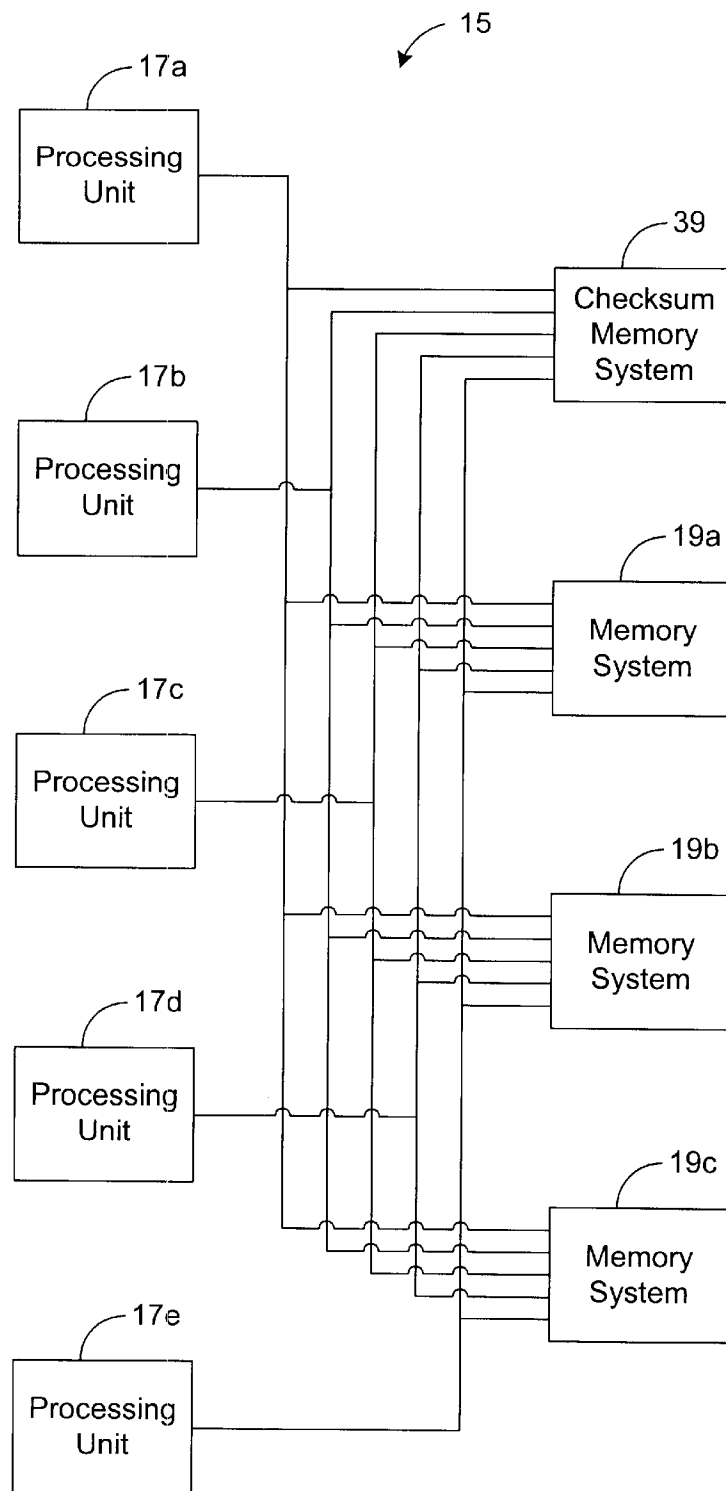 15
17a
Processing
Unit
39
Checksum
Memory
System
17b
Processing
Unit
19a
Memory
System
17c
Processing
Unit
19b
Memory
System
17d
Processing
Unit
19c
Memory
System
17e
Processing
Unit